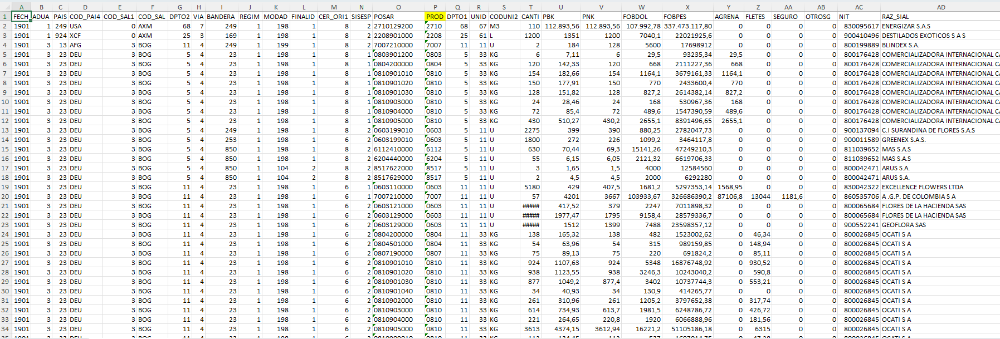 A B C D E F G H I J K L M N O P Q R S T U V W X Y Z AA AB AC AD
1 FECH ADUA PAIS COD_PAI4 COD_SAL1 COD_SAL DPTO2 VIA BANDERA REGIM MODAD FINALID CER_ORI1 SISESP POSAR PROD DPTO1 UNID CODUNI2 CANTI PBK PNK FOBDOL FOBPES AGRENA FLETES SEGURO OTROSG NIT RAZ_SIAL
2 1901 1 249 USA 0 AXM 68 7 249 1 198 1 8 2 2710129200 2710 68 67 M3 110 112.893,56 112.893,56 107.992,78 337.473.117,80 0 0 0 0 830095617 ENERGIZAR S.A.S
3 1901 1 924 XCF 0 AXM 25 3 169 1 198 1 8 2 2208901000 2208 25 61 L 1200 1351 1200 7040,1 22021925,6 0 0 0 0 900410496 DESTILADOS EXOTICOS S A S
4 1901 3 13 AFG 3 BOG 11 4 249 1 199 1 8 2 7007210000 7007 11 11 U 2 184 128 5600 17698912 0 0 0 0 800199889 BLINDEX S.A.
5 1901 3 23 DEU 3 BOG 5 4 23 1 198 1 8 1 0803901200 0803 5 33 KG 6 7,11 6 29,5 93235,34 29,5 0 0 0 800176428 COMERCIALIZADORA INTERNACIONAL CA
6 1901 3 23 DEU 3 BOG 5 4 23 1 198 1 8 1 0804200000 0804 5 33 KG 120 142,33 120 668 2111227,36 668 0 0 0 800176428 COMERCIALIZADORA INTERNACIONAL CA
7 1901 3 23 DEU 3 BOG 5 4 23 1 198 1 8 1 0810901010 0810 5 33 KG 154 182,66 154 1164,1 3679161,33 1164,1 0 0 0 800176428 COMERCIALIZADORA INTERNACIONAL CA
8 1901 3 23 DEU 3 BOG 5 4 23 1 198 1 8 1 0810901020 0810 5 33 KG 150 177,91 150 770 2433600,4 770 0 0 0 800176428 COMERCIALIZADORA INTERNACIONAL CA
9 1901 3 23 DEU 3 BOG 5 4 23 1 198 1 8 1 0810901030 0810 5 33 KG 128 151,82 128 827,2 2614382,14 827,2 0 0 0 800176428 COMERCIALIZADORA INTERNACIONAL CA
10 1901 3 23 DEU 3 BOG 5 4 23 1 198 1 8 1 0810903000 0810 5 33 KG 24 28,46 24 168 530967,36 168 0 0 0 800176428 COMERCIALIZADORA INTERNACIONAL CA
11 1901 3 23 DEU 3 BOG 5 4 23 1 198 1 8 1 0810904000 0810 5 33 KG 72 85,4 72 489,6 1547390,59 489,6 0 0 0 800176428 COMERCIALIZADORA INTERNACIONAL CA
12 1901 3 23 DEU 3 BOG 5 4 23 1 198 1 8 1 0810905000 0810 5 33 KG 430 510,27 430,2 2655,1 8391496,65 2655,1 0 0 0 800176428 COMERCIALIZADORA INTERNACIONAL CA
13 1901 3 23 DEU 3 BOG 5 4 249 1 198 1 8 2 0603199010 0603 5 11 U 2275 399 390 880,25 2782047,73 0 0 0 0 900137094 C.I SURANDINA DE FLORES S.A.S
14 1901 3 23 DEU 3 BOG 5 4 253 1 198 1 6 2 0603199010 0603 5 11 U 1800 272 226 1099,2 3464117,8 0 0 0 0 900011589 GREENEX S.A.S.
15 1901 3 23 DEU 3 BOG 5 4 850 1 198 1 8 2 6112410000 6112 5 11 U 630 70,44 69,3 15141,26 47249210,3 0 0 0 0 811039652 MAS S.A.S
16 1901 3 23 DEU 3 BOG 5 4 850 1 198 1 6 2 6204440000 6204 5 11 U 55 6,15 6,05 2121,32 6619706,33 0 0 0 0 811039652 MAS S.A.S
17 1901 3 23 DEU 3 BOG 5 4 850 1 104 2 8 2 8517622000 8517 5 11 U 3 1,65 1,5 4000 12584560 0 0 0 0 800042471 ARUS S.A.
18 1901 3 23 DEU 3 BOG 5 4 850 1 104 2 8 2 8517629000 8517 5 11 U 2 4,5 4,5 2000 6292280 0 0 0 0 800042471 ARUS S.A.
19 1901 3 23 DEU 3 BOG 11 4 23 1 198 1 6 1 0603110000 0603 11 11 U 5180 429 407,5 1681,2 5297353,14 1568,95 0 0 0 830042322 EXCELLENCE FLOWERS LTDA
20 1901 3 23 DEU 3 BOG 11 4 23 1 198 1 6 1 7007210000 7007 11 11 U 57 4201 3667 103933,67 326686390,2 87106,8 13044 1181,6 0 860535706 A .G.P. DE COLOMBIA S A
21 1901 3 23 DEU 3 BOG 11 4 23 1 198 1 6 2 0603121000 0603 11 11 U ##### 417,52 379 2247 7011898,32 0 0 0 0 800065684 FLORES DE LA HACIENDA SAS
22 1901 3 23 DEU 3 BOG 11 4 23 1 198 1 6 2 0603129000 0603 11 11 U ##### 1977,47 1795 9158,4 28579336,7 0 0 0 0 800065684 FLORES DE LA HACIENDA SAS
23 1901 3 23 DEU 3 BOG 11 4 23 1 198 1 6 2 0603129000 0603 11 11 U ##### 1512 1399 7488 23598357,12 0 0 0 0 900552241 GEOFLORA SAS
24 1901 3 23 DEU 3 BOG 11 4 23 1 198 1 6 2 0804200000 0804 11 33 KG 138 165,32 138 482 1523002,62 0 46,34 0 0 800026845 OCATI S A
25 1901 3 23 DEU 3 BOG 11 4 23 1 198 1 6 2 0804501000 0804 11 33 KG 54 63,96 54 315 989159,85 0 148,94 0 0 800026845 OCATI S A
26 1901 3 23 DEU 3 BOG 11 4 23 1 198 1 6 2 0807190000 0807 11 33 KG 75 89,13 75 220 691824,2 0 85,11 0 0 800026845 OCATI S A
27 1901 3 23 DEU 3 BOG 11 4 23 1 198 1 6 2 0810901010 0810 11 33 KG 924 1107,63 924 5348 16876748,92 0 930,52 0 0 800026845 OCATI S A
28 1901 3 23 DEU 3 BOG 11 4 23 1 198 1 6 2 0810901020 0810 11 33 KG 938 1123,55 938 3246,3 10243040,2 0 590,8 0 0 800026845 OCATI S A
29 1901 3 23 DEU 3 BOG 11 4 23 1 198 1 6 2 0810901030 0810 11 33 KG 877 1049,2 877,4 3402 10737744,3 0 553,21 0 0 800026845 OCATI S A
30 1901 3 23 DEU 3 BOG 11 4 23 1 198 1 6 2 0810901040 0810 11 33 KG 34 40,93 34 130,9 414265,77 0 0 0 0 800026845 OCATI S A
31 1901 3 23 DEU 3 BOG 11 4 23 1 198 1 6 2 0810902000 0810 11 33 KG 261 310,96 261 1205,2 3797652,38 0 317,74 0 0 800026845 OCATI S A
32 1901 3 23 DEU 3 BOG 11 4 23 1 198 1 6 2 0810903000 0810 11 33 KG 614 734,93 613,7 1981,5 6248786,72 0 426,72 0 0 800026845 OCATI S A
33 1901 3 23 DEU 3 BOG 11 4 23 1 198 1 6 2 0810904000 0810 11 33 KG 221 264,65 220,8 1920 6066888,96 0 181,56 0 0 800026845 OCATI S A
34 1901 3 23 DEU 3 BOG 11 4 23 1 198 1 6 2 0810905000 0810 11 33 KG 3613 4374,15 3612,94 16221,2 51105186,18 0 6315 0 0 800026845 OCATI S A